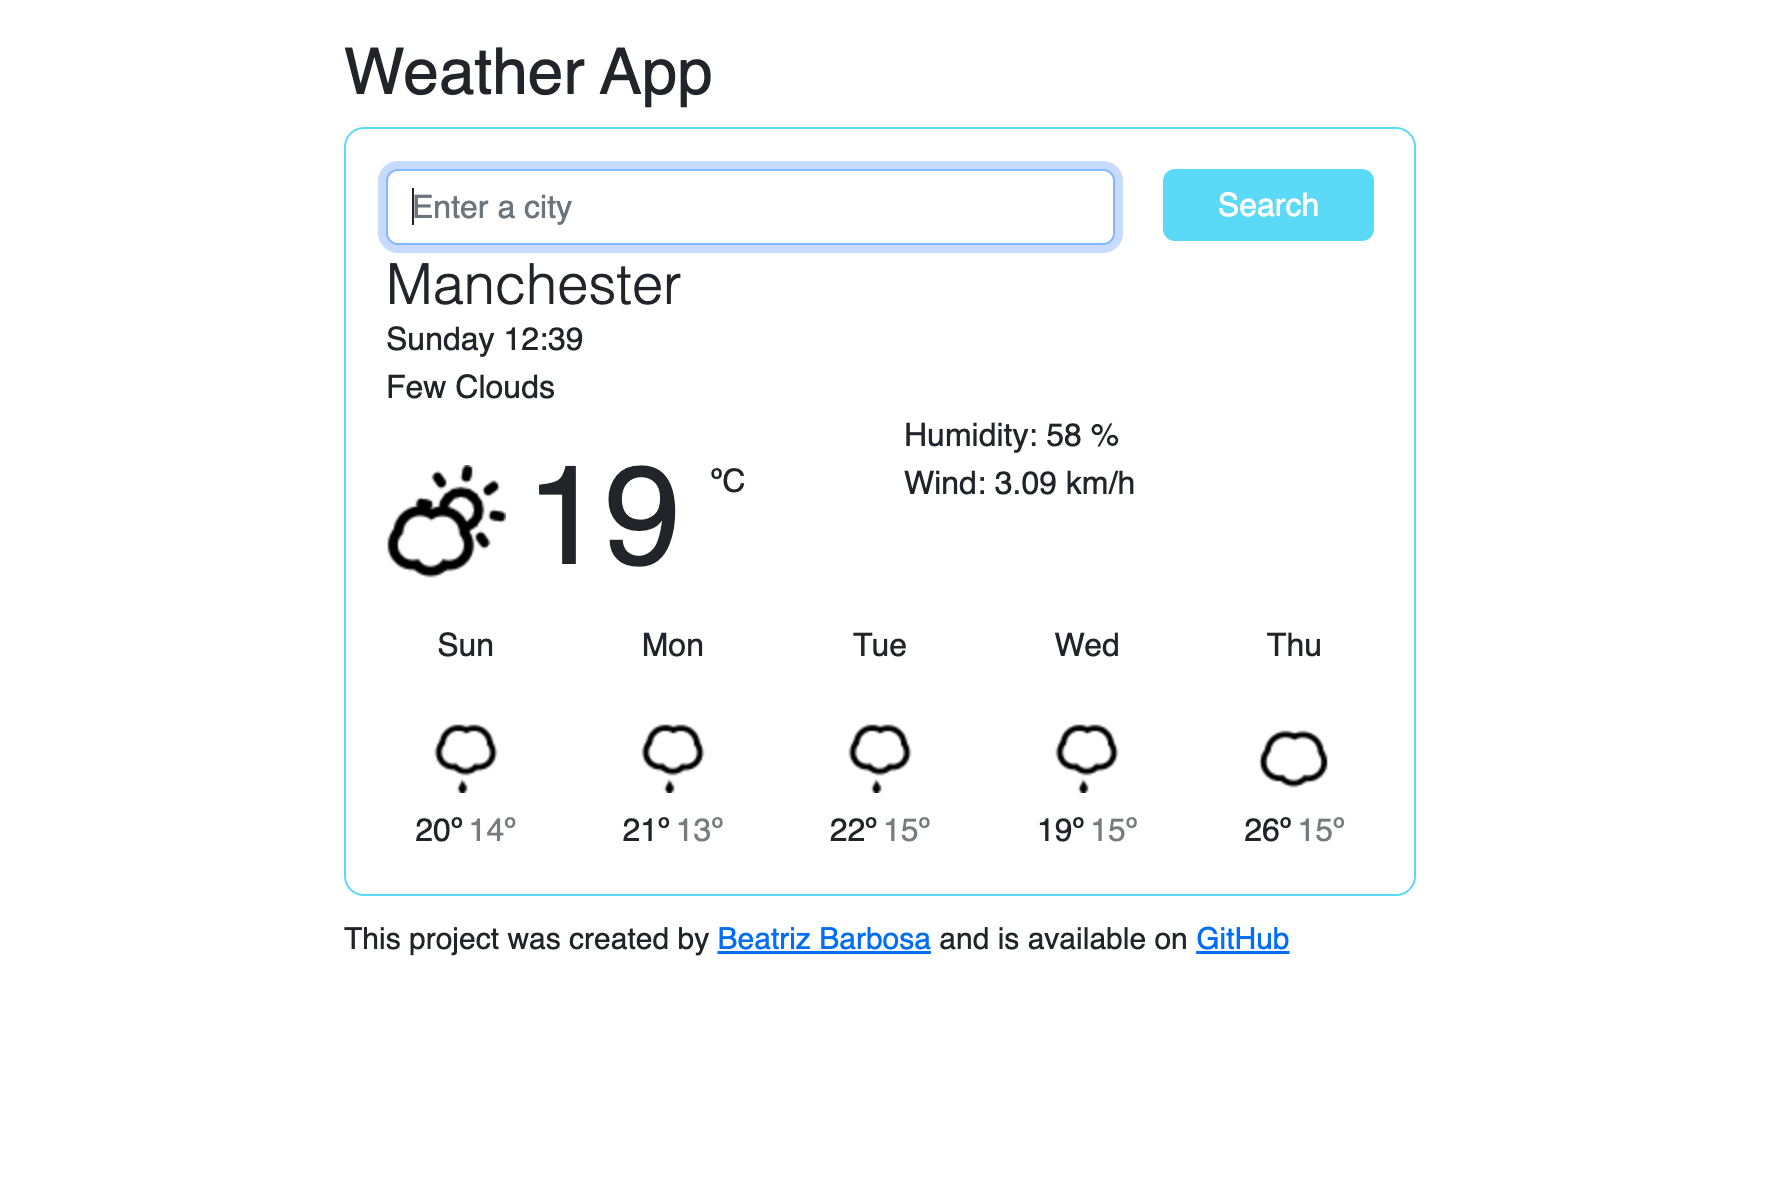 Weather App
Enter a city
Search
Manchester
Sunday 12:39
Few Clouds
Humidity: 58 %
Wind: 3.09 km/h
19 ºC
Sun Mon Tue Wed Thu
20º 14º 21º 13º 22º 15º 19º 15º 26º 15º
This project was created by Beatriz Barbosa and is available on GitHub